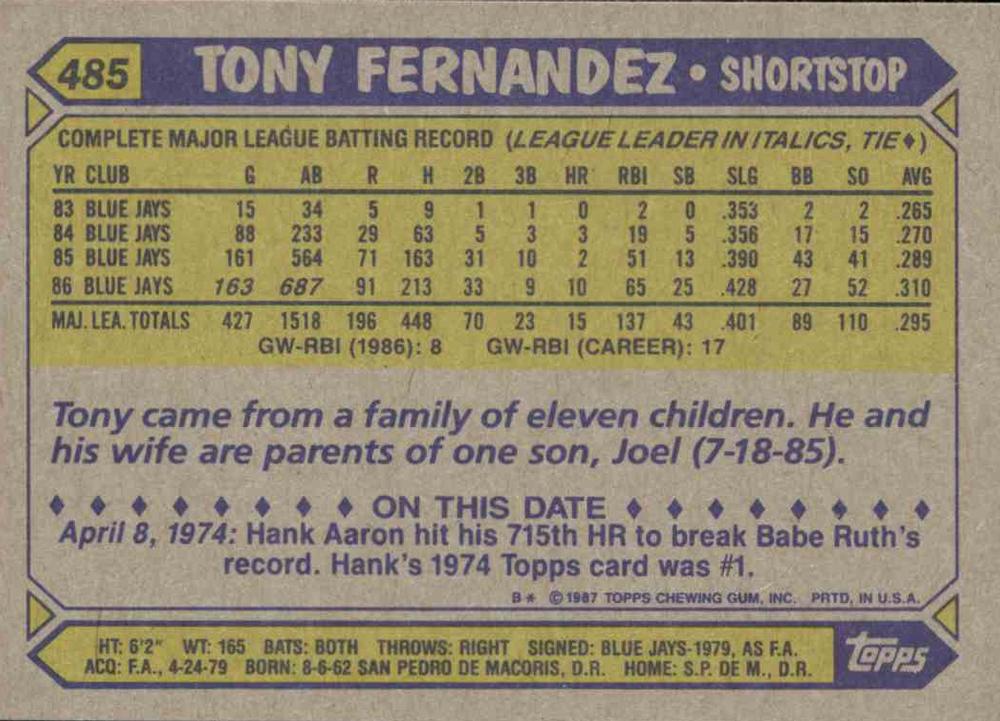 485 TONY FERNANDEZ • SHORTSTOP
COMPLETE MAJOR LEAGUE BATTING RECORD (LEAGUE LEADER IN ITALICS, TIE♦)
YR CLUB G AB R H 2B 3B HR RBI SB SLG BB SO AVG
83 BLUE JAYS 15 34 5 9 1 1 0 2 0 .353 2 2 .265
84 BLUE JAYS 88 233 29 63 5 3 3 19 5 .356 17 15 .270
85 BLUE JAYS 161 564 71 163 31 10 2 51 13 .390 43 41 .289
86 BLUE JAYS 163 687 91 213 33 9 10 65 25 .428 27 52 .310
MAJ. LEA. TOTALS 427 1518 196 448 70 23 15 137 43 .401 89 110 .295
GW-RBI (1986): 8 GW-RBI (CAREER): 17
Tony came from a family of eleven children. He and
his wife are parents of one son, Joel (7-18-85).
♦ ♦ ♦ ♦ ♦ ♦ ♦ ♦ ON THIS DATE ♦ ♦ ♦ ♦ ♦ ♦ ♦ ♦
April 8, 1974: Hank Aaron hit his 715th HR to break Babe Ruth's
record. Hank's 1974 Topps card was #1.
B* © 1987 TOPPS CHEWING GUM, INC. PRTD, IN U.S.A.
HT: 6'2" WT: 165 BATS: BOTH THROWS: RIGHT SIGNED: BLUE JAYS-1979, AS F.A.
ACQ: F.A., 4-24-79 BORN: 8-6-62 SAN PEDRO DE MACORIS, D.R. HOME: S.P. DE M., D.R.
topps